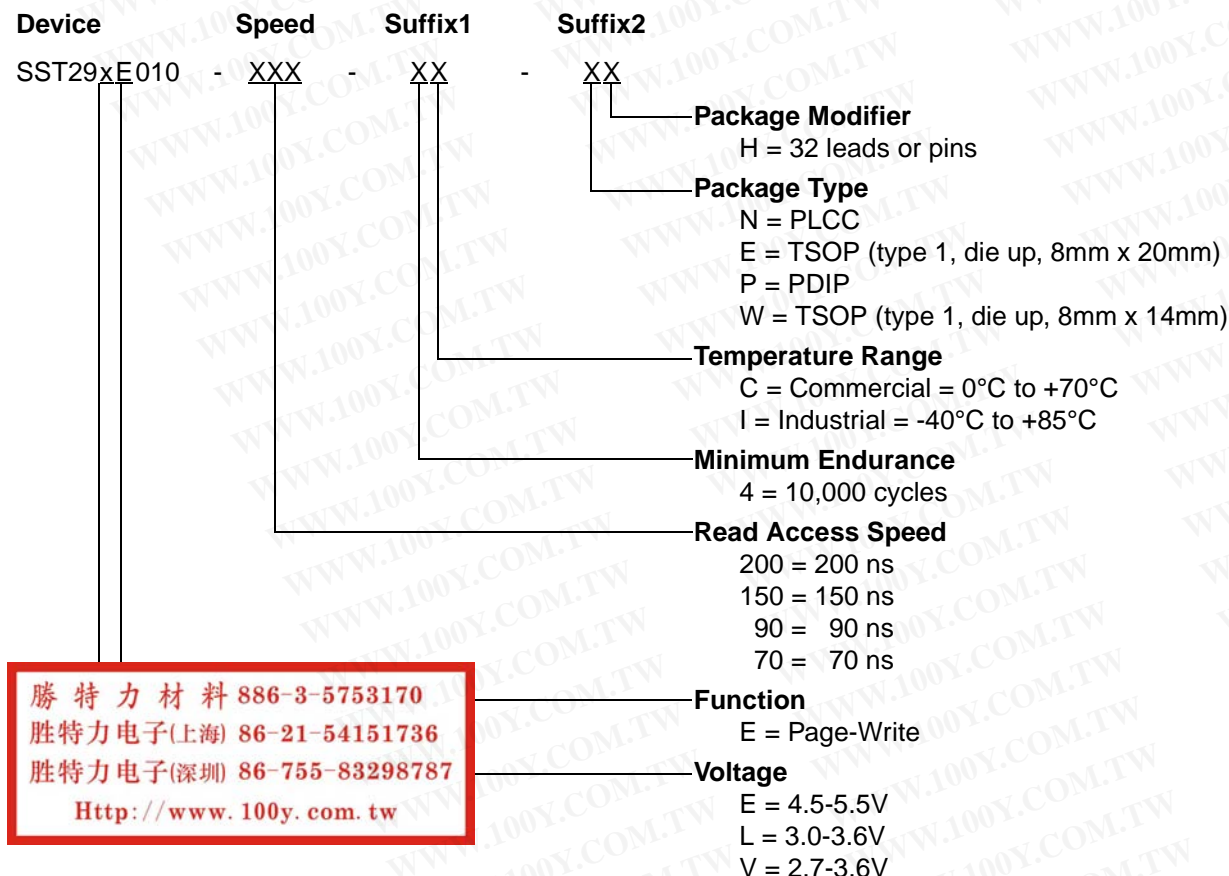 Device Speed Suffix1 Suffix2
SST29xE010 - XXX - XX - XX
Package Modifier
H = 32 leads or pins
Package Type
N = PLCC
E = TSOP (type 1, die up, 8mm x 20mm)
P = PDIP
W = TSOP (type 1, die up, 8mm x 14mm)
Temperature Range
C = Commercial = 0°C to +70°C
I = Industrial = -40°C to +85°C
Minimum Endurance
4 = 10,000 cycles
Read Access Speed
200 = 200 ns
150 = 150 ns
90 = 90 ns
70 = 70 ns
Function
E = Page-Write
Voltage
E = 4.5-5.5V
L = 3.0-3.6V
V = 2.7-3.6V
勝 特 力 材 料 886-3-5753170
胜特力电子(上海) 86-21-54151736
胜特力电子(深圳) 86-755-83298787
Http://www.100y.com.tw
WWW.100Y.COM.TW